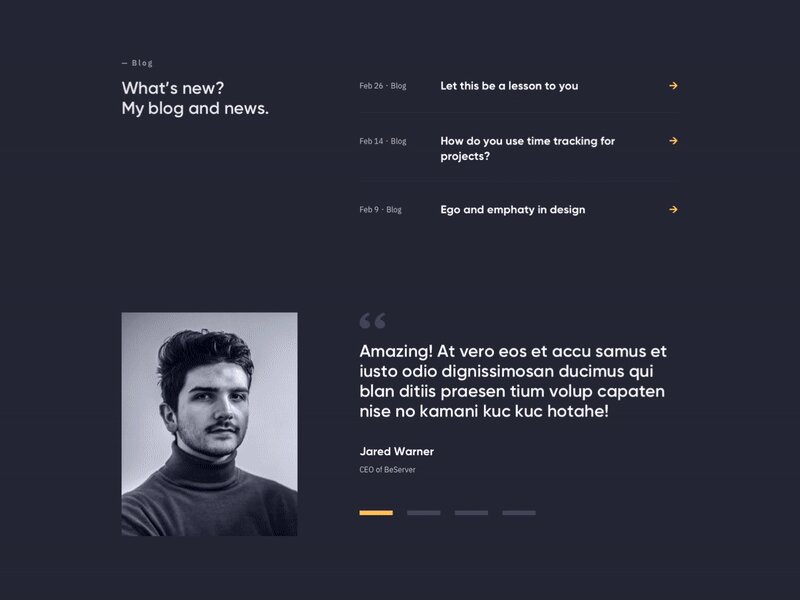 – Blog
What's new?
My blog and news.
Feb 26 · Blog
Let this be a lesson to you
Feb 14 · Blog
How do you use time tracking for
projects?
Feb 9 · Blog
Ego and emphaty in design
Amazing! At vero eos et accu samus et
iusto odio dignissimosan ducimus qui
blan ditiis praesen tium volup capaten
nise no kamani kuc kuc hotahe!
Jared Warner
CEO of BeServer